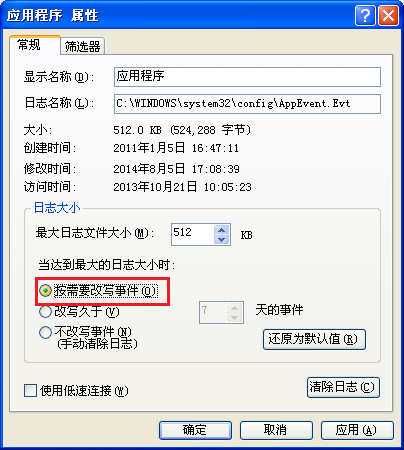 应用程序 属性
常规 筛选器
显示名称(D): 应用程序
日志名称(L): C:\WINDOWS\system32\config\AppEvent.Evt
大小: 512.0 KB (524,288 字节)
创建时间: 2011年1月5日 16:47:11
修改时间: 2014年8月5日 17:08:39
访问时间: 2013年10月21日 10:05:23
日志大小
最大日志文件大小(M): 512 KB
当达到最大的日志大小时:
按需要改写事件(O)
改写久于(V) 7 天的事件
不改写事件(N)
(手动清除日志) 还原为默认值(R)
使用低速连接(W) 清除日志(C)
确定 取消 应用(A)